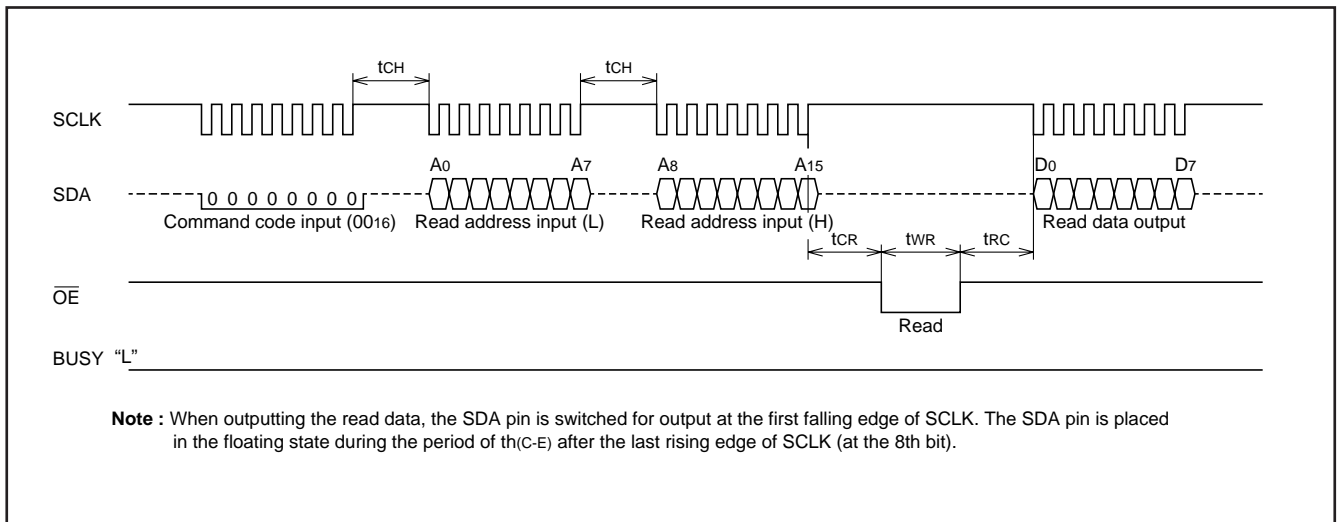 tCH tCH
SCLK
A0 A7 A8 A15 D0 D7
SDA
0 0 0 0 0 0 0 0
Command code input (0016) Read address input (L) Read address input (H) Read data output
tCR tWR tRC
OE
Read
BUSY “L”
Note : When outputting the read data, the SDA pin is switched for output at the first falling edge of SCLK. The SDA pin is placed
in the floating state during the period of th(C-E) after the last rising edge of SCLK (at the 8th bit).